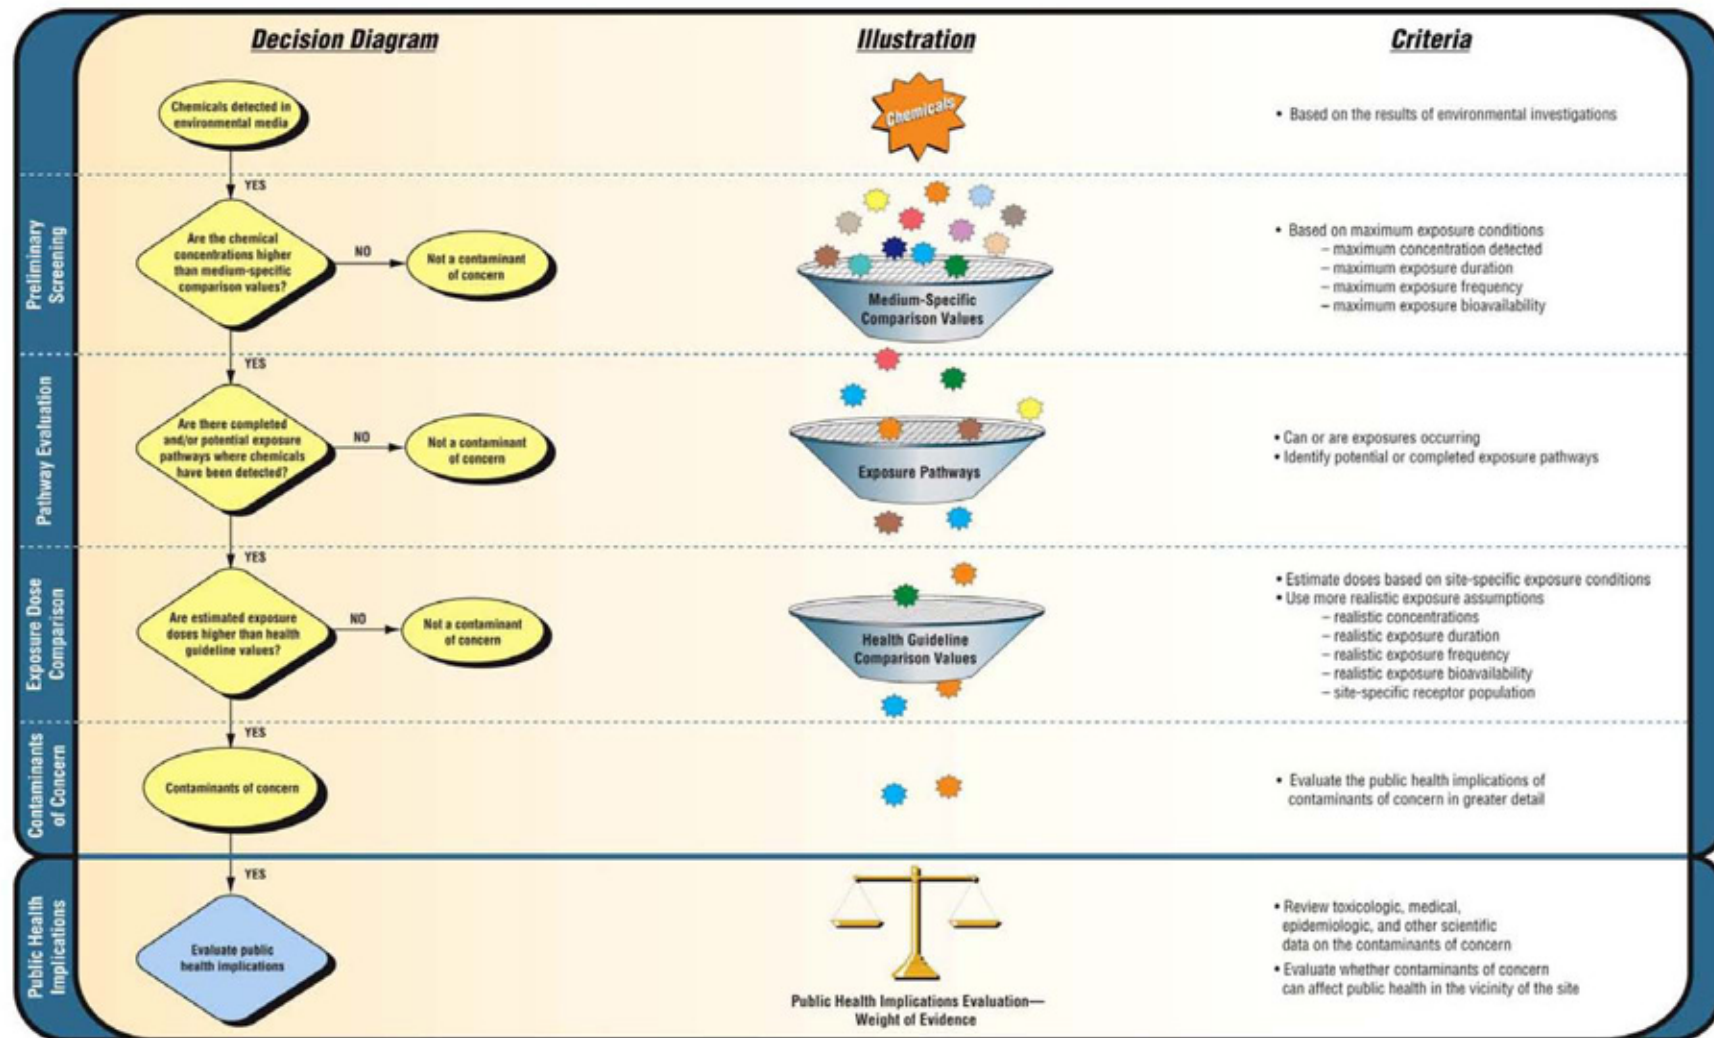 Decision Diagram
Illustration
Criteria
Chemicals detected in
environmental media
Chemicals
• Based on the results of environmental investigations
Preliminary
Screening
YES
Are the chemical
concentrations higher
than medium-specific
comparison values?
NO
Not a contaminant
of concern
Medium-Specific
Comparison Values
• Based on maximum exposure conditions
– maximum concentration detected
– maximum exposure duration
– maximum exposure frequency
– maximum exposure bioavailability
Pathway Evaluation
YES
Are there completed
and/or potential exposure
pathways where chemicals
have been detected?
NO
Not a contaminant
of concern
Exposure Pathways
• Can or are exposures occurring
• Identify potential or completed exposure pathways
Exposure Dose
Comparison
YES
Are estimated exposure
doses higher than health
guideline values?
NO
Not a contaminant
of concern
Health Guideline
Comparison Values
• Estimate doses based on site-specific exposure conditions
• Use more realistic exposure assumptions
– realistic concentrations
– realistic exposure duration
– realistic exposure frequency
– realistic exposure bioavailability
– site-specific receptor population
Contaminants
of Concern
YES
Contaminants of concern
• Evaluate the public health implications of
contaminants of concern in greater detail
Public Health
Implications
YES
Evaluate public
health implications
Public Health Implications Evaluation—
Weight of Evidence
• Review toxicologic, medical,
epidemiologic, and other scientific
data on the contaminants of concern
• Evaluate whether contaminants of concern
can affect public health in the vicinity of the site